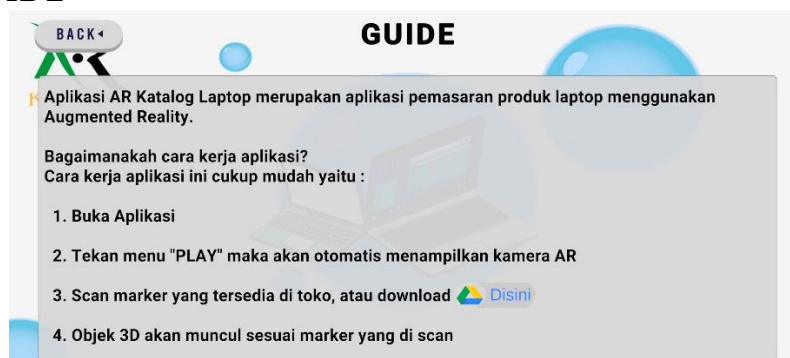 BACK
GUIDE
Aplikasi AR Katalog Laptop merupakan aplikasi pemasaran produk laptop menggunakan
Augmented Reality.
Bagaimanakah cara kerja aplikasi?
Cara kerja aplikasi ini cukup mudah yaitu :
1. Buka Aplikasi
2. Tekan menu "PLAY" maka akan otomatis menampilkan kamera AR
3. Scan marker yang tersedia di toko, atau download Disini
4. Objek 3D akan muncul sesuai marker yang di scan